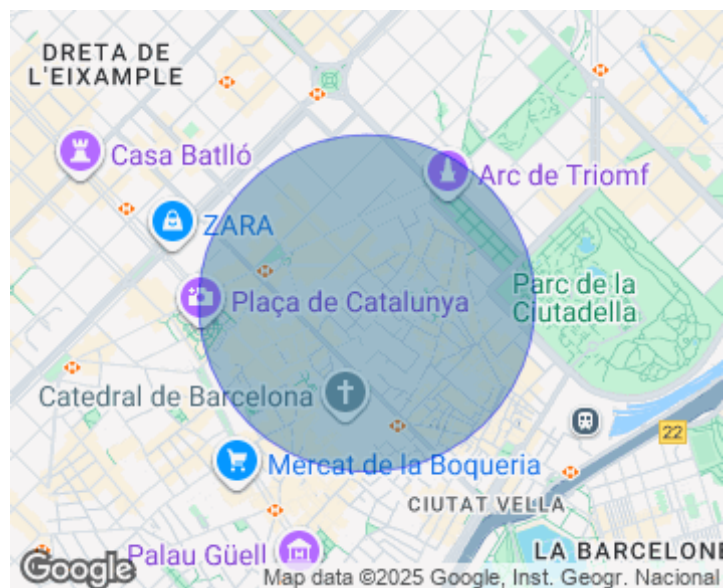 DRETA DE
L'EIXAMPLE
Casa Batlló
Arc de Triomf
ZARA
Plaça de Catalunya
Parc de la
Ciutadella
Catedral de Barcelona
22
Mercat de la Boqueria
CIUTAT VELLA
LA BARCELONE
Palau Güell
Google
Map data ©2025 Google, Inst. Geogr. Nacional